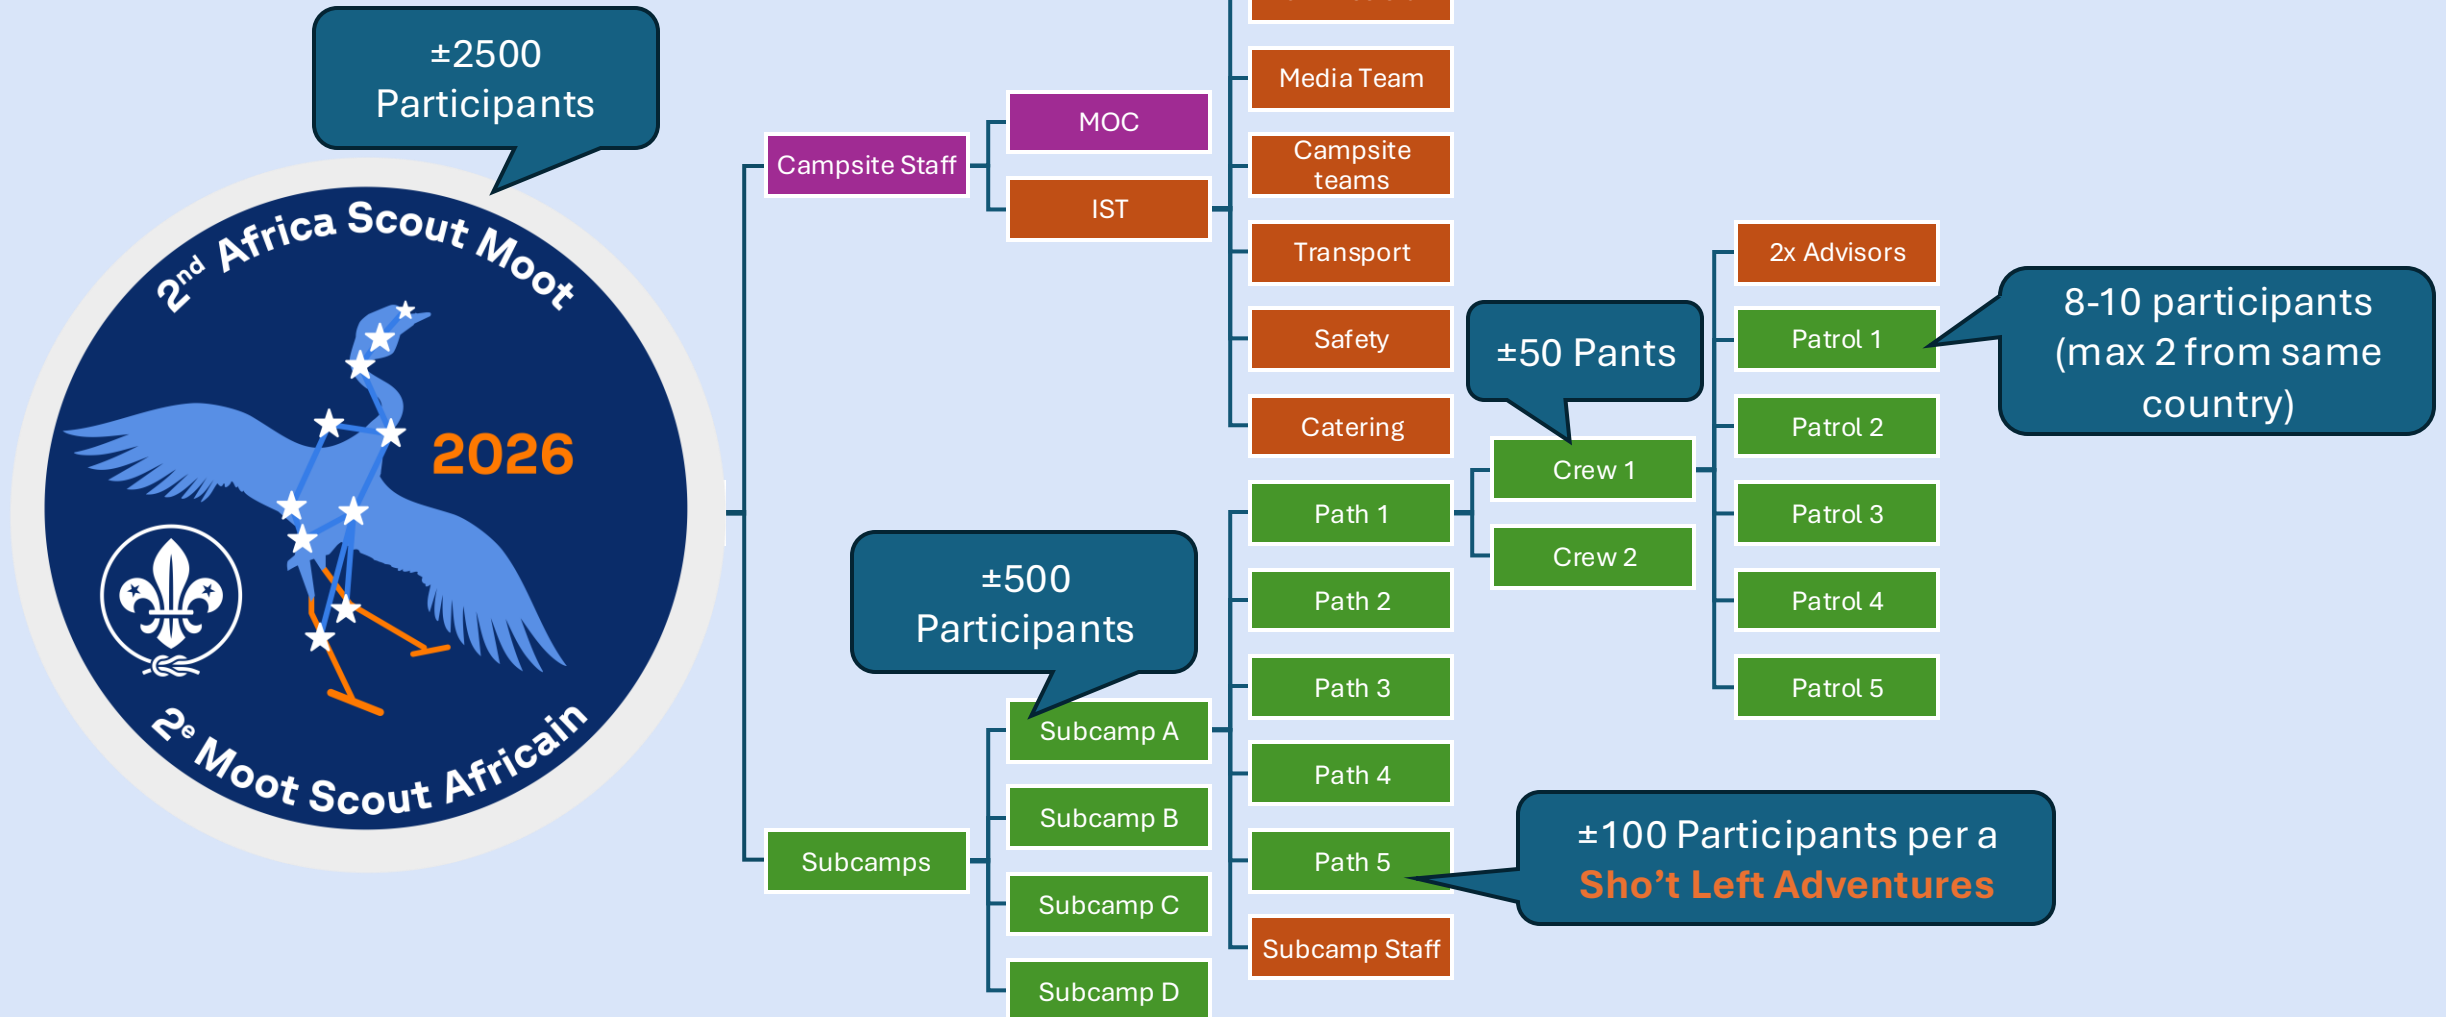 ±2500
Participants
2nd Africa Scout Moot
2026
2e Moot Scout Africain
Campsite Staff
MOC
IST
Media Team
Campsite
teams
Transport
Safety
Catering
Subcamps
±500
Participants
Subcamp A
Subcamp B
Subcamp C
Subcamp D
Path 1
Path 2
Path 3
Path 4
Path 5
Subcamp Staff
±50 Pants
Crew 1
Crew 2
2x Advisors
Patrol 1
Patrol 2
Patrol 3
Patrol 4
Patrol 5
8-10 participants
(max 2 from same
country)
±100 Participants per a
Sho’t Left Adventures